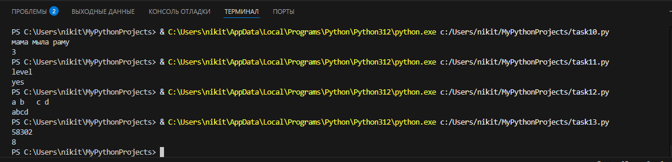 ПРОБЛЕМЫ 2 ВЫХОДНЫЕ ДАННЫЕ КОНСОЛЬ ОТЛАДКИ ТЕРМИНАЛ ПОРТЫ
PS C:\Users\nikit\MyPythonProjects> & C:\Users\nikit\AppData\Local\Programs\Python\Python312\python.exe c:/Users/nikit/MyPythonProjects/task10.py
мама мыла раму
3
PS C:\Users\nikit\MyPythonProjects> & C:\Users\nikit\AppData\Local\Programs\Python\Python312\python.exe c:/Users/nikit/MyPythonProjects/task11.py
level
yes
PS C:\Users\nikit\MyPythonProjects> & C:\Users\nikit\AppData\Local\Programs\Python\Python312\python.exe c:/Users/nikit/MyPythonProjects/task12.py
a b   c d
abcd
PS C:\Users\nikit\MyPythonProjects> & C:\Users\nikit\AppData\Local\Programs\Python\Python312\python.exe c:/Users/nikit/MyPythonProjects/task13.py
58302
8
PS C:\Users\nikit\MyPythonProjects>